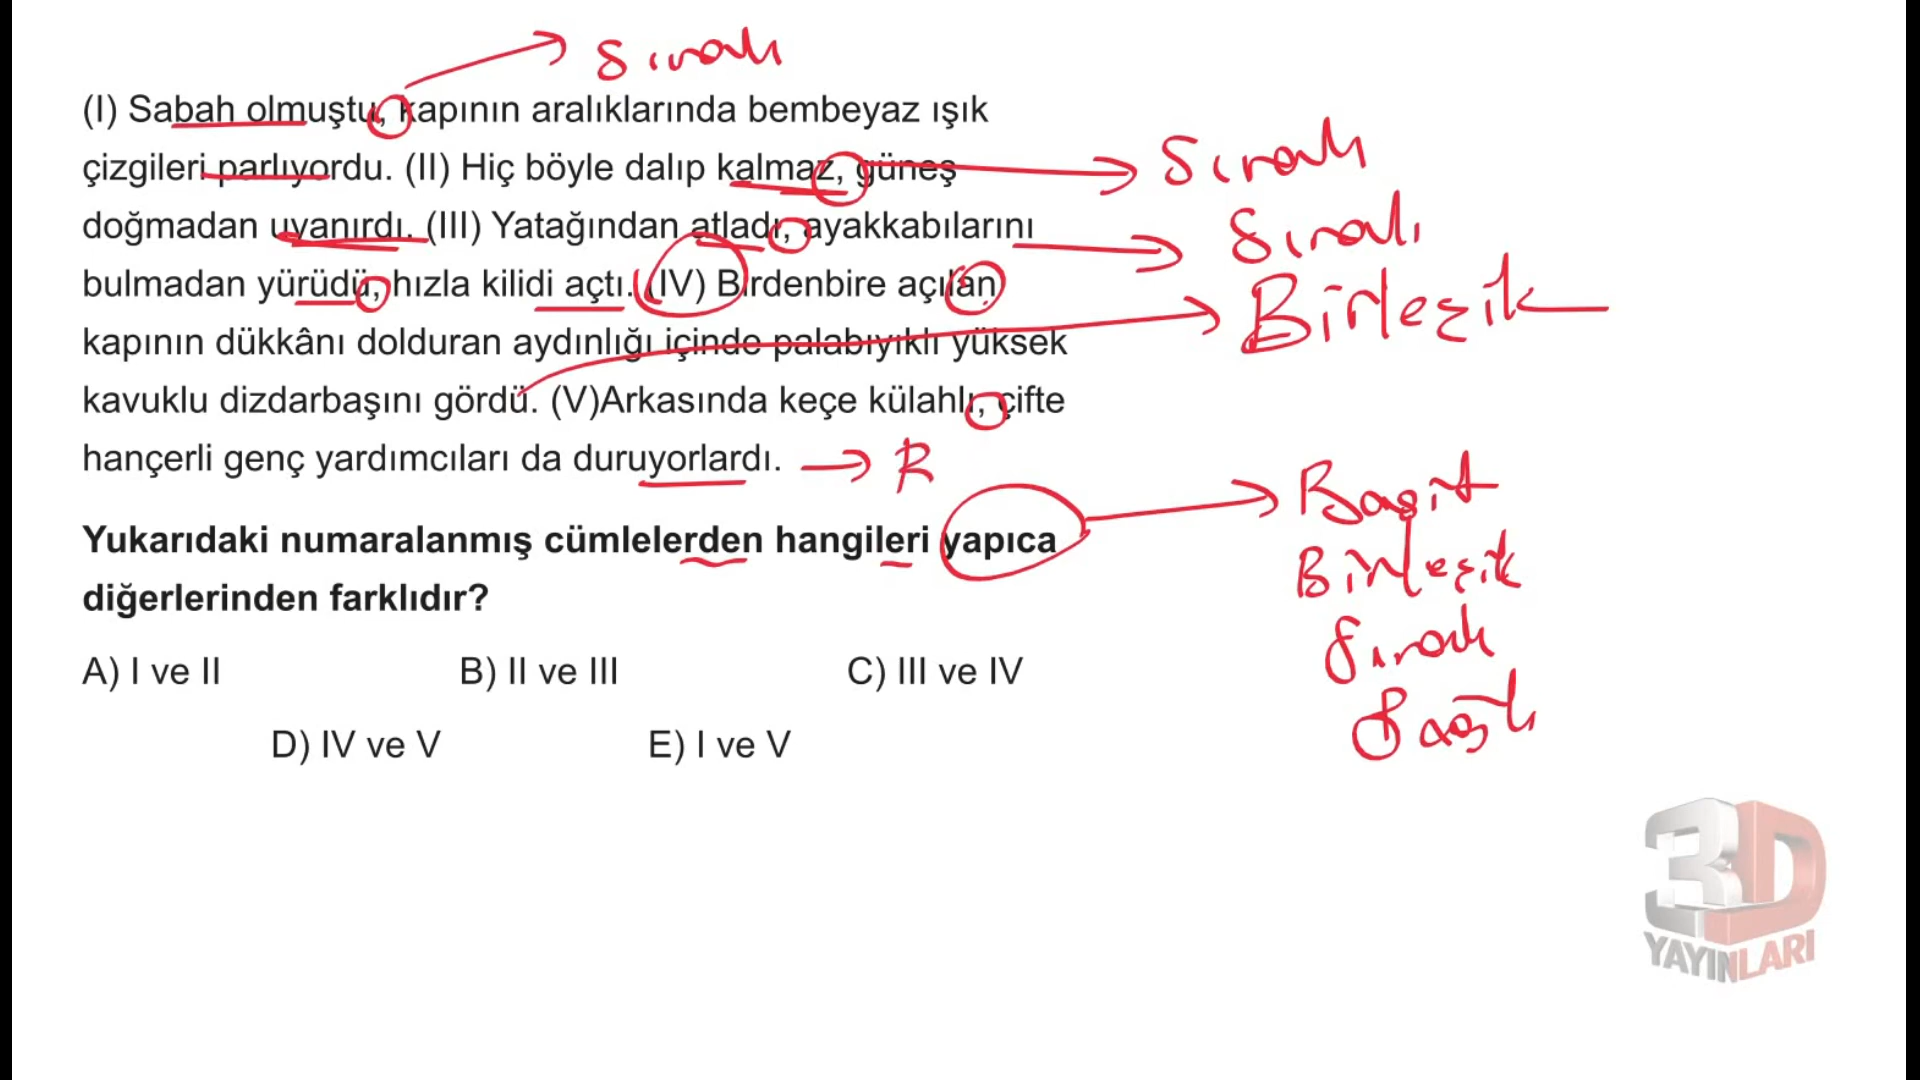 Sıralı
(I) Sabah olmuştu, kapının aralıklarında bembeyaz ışık
çizgileri parlıyordu. (II) Hiç böyle dalıp kalmaz, güneş
Sıralı
doğmadan uyanırdı. (III) Yatağından atladı, ayakkabılarını
Sıralı
bulmadan yürüdü, hızla kilidi açtı. (IV) Birdenbire açılan
Birleşik
kapının dükkânı dolduran aydınlığı içinde palabıyıklı yüksek
kavuklu dizdarbaşını gördü. (V)Arkasında keçe külahlı, çifte
hançerli genç yardımcıları da duruyorlardı.
Yukarıdaki numaralanmış cümlelerden hangileri yapıca
diğerlerinden farklıdır?
Basit
Birleşik
Sıralı
Bağlı
A) I ve II
B) II ve III
C) III ve IV
D) IV ve V
E) I ve V
3D
YAYINLARI